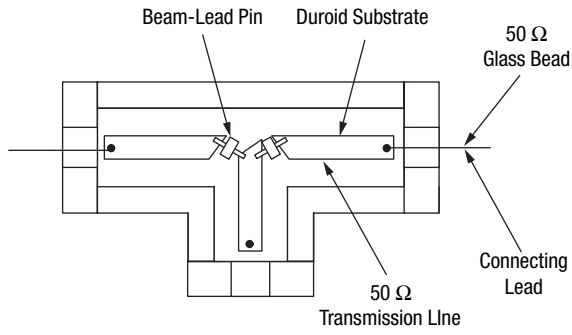 Beam-Lead Pin
Duroid Substrate
50 Ω
Glass Bead
Connecting
Lead
50 Ω
Transmission LIne